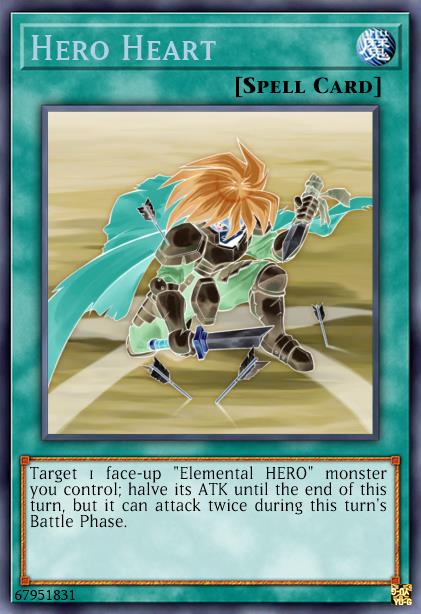 Hero Heart
魔
[Spell Card]
Target 1 face-up "Elemental HERO" monster
you control; halve its ATK until the end of this
turn, but it can attack twice during this turn's
Battle Phase.
67951831